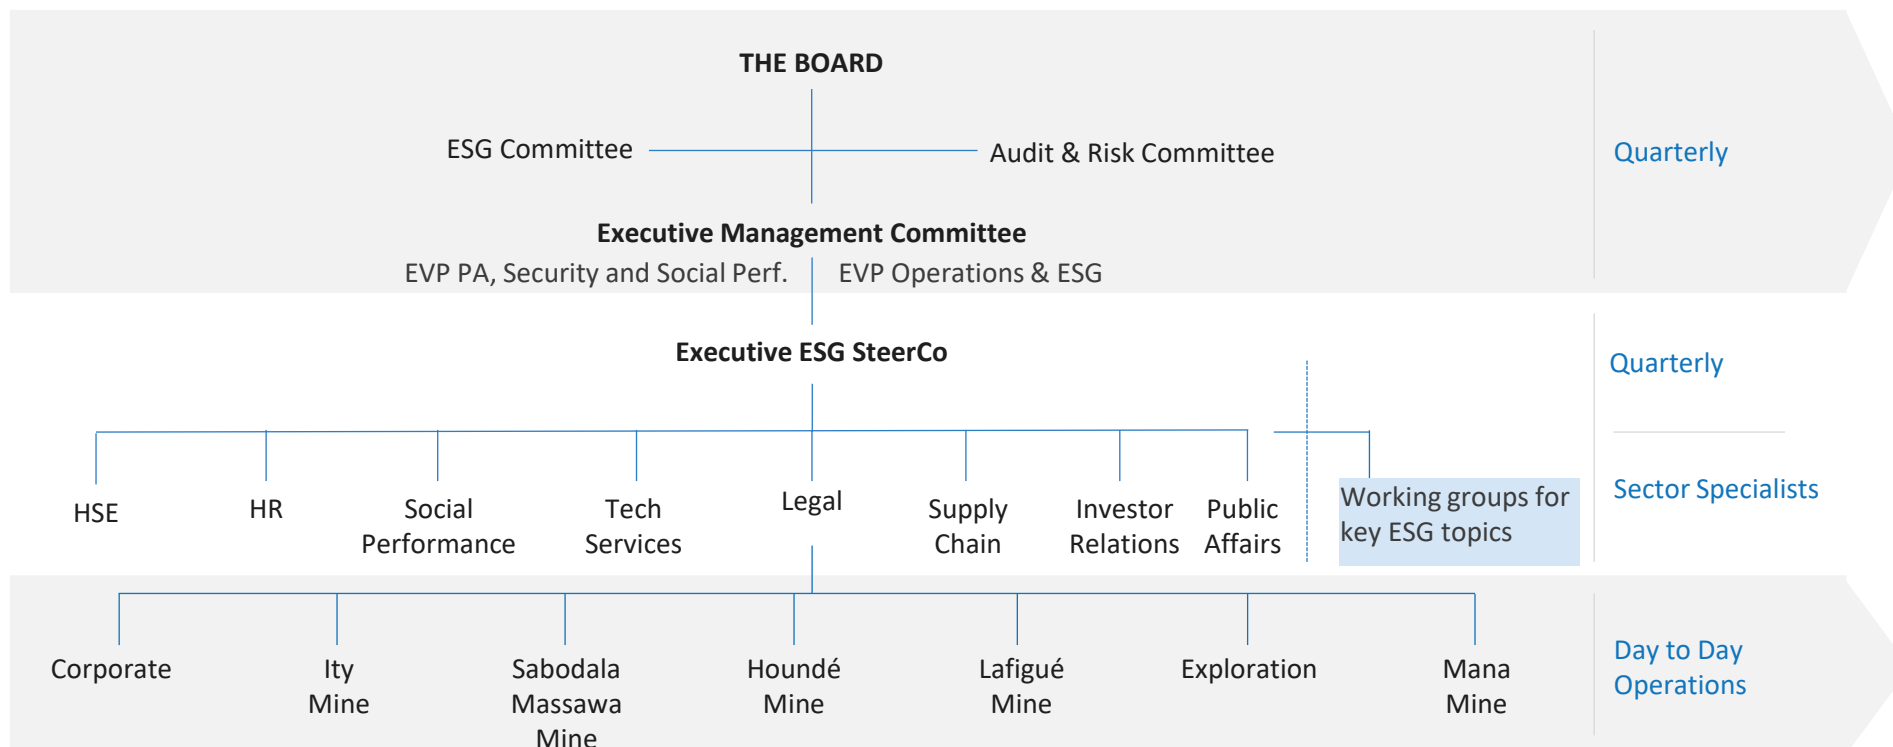 THE BOARD
ESG Committee
Audit & Risk Committee
Quarterly
Executive Management Committee
EVP PA, Security and Social Perf.
EVP Operations & ESG
Executive ESG SteerCo
Quarterly
HSE
HR
Social
Performance
Tech
Services
Legal
Supply
Chain
Investor
Relations
Public
Affairs
Working groups for
key ESG topics
Sector Specialists
Corporate
Ity
Mine
Sabodala
Massawa
Mine
Houndé
Mine
Lafigué
Mine
Exploration
Mana
Mine
Day to Day
Operations